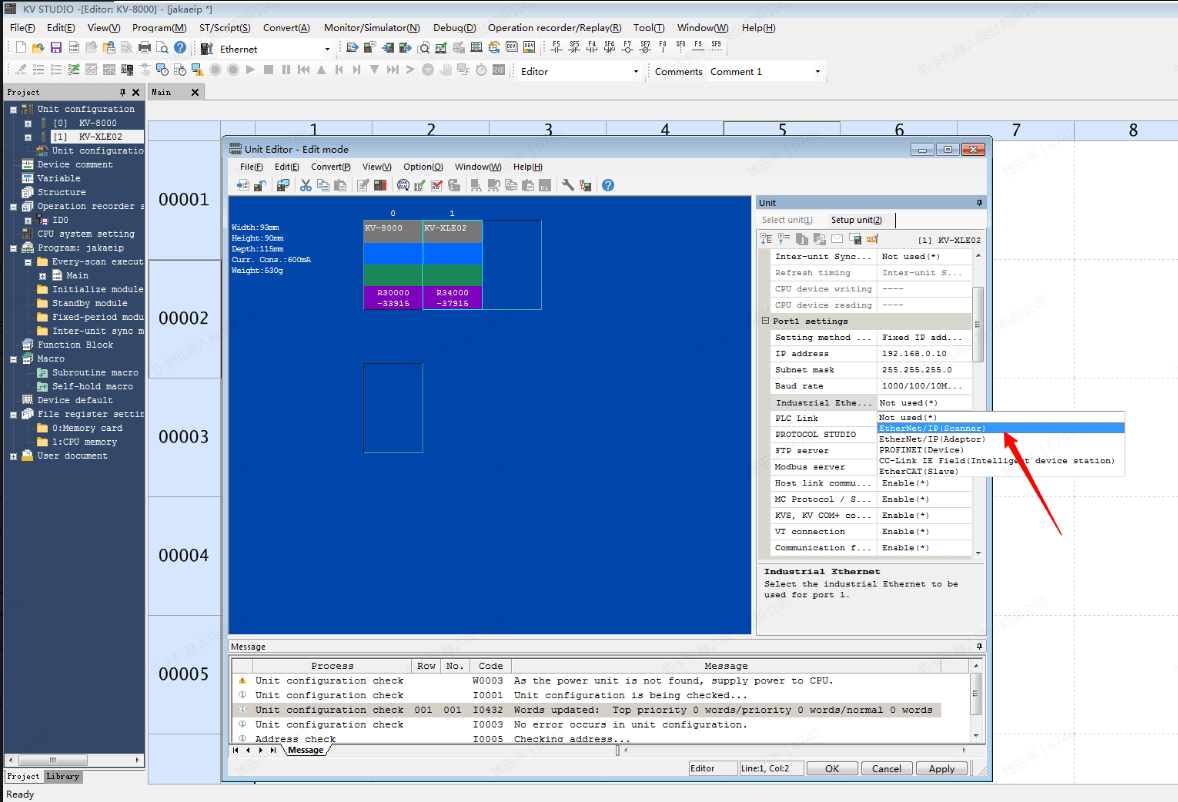 KV STUDIO -[Editor: KV-8000] - [jakaeip *]
File(F) Edit(E) View(V) Program(M) ST/Script(S) Convert(A) Monitor/Simulator(N) Debug(D) Operation recorder/Replay(R) Tool(T) Window(W) Help(H)
Ethernet
F5 SF5 F4 SF4 F7 SF7 F8 SF8 F9 SF9
Editor Comments Comment 1
Project
Main
Unit configuration
[0] KV-8000
[1] KV-XLE02
Unit configuratio
Device comment
Variable
Structure
Operation recorder s
ID0
CPU system setting
Program: jakaeip
Every-scan execut
Main
Initialize module
Standby module
Fixed-period modu
Inter-unit sync m
Function Block
Macro
Subroutine macro
Self-hold macro
Device default
File register settin
0:Memory card
1:CPU memory
User document
Project Library
Ready
1 2 3 4 5 6 7 8
00001
00002
00003
00004
00005
Unit Editor - Edit mode
File(F) Edit(E) Convert(P) View(V) Option(O) Window(W) Help(H)
Width:93mm
Height:90mm
Depth:115mm
Curr. Cons.:600mA
Weight:530g
0 1
KV-8000 KV-XLE02
R30000 R34000
-33915 -37915
Unit
Select unit(1) Setup unit(2)
[1] KV-XLE02
Inter-unit Sync... Not used(*)
Refresh timing Inter-unit S...
CPU device writing ----
CPU device reading ----
Port1 settings
Setting method ... Fixed IP add...
IP address 192.168.0.10
Subnet mask 255.255.255.0
Baud rate 1000/100/10M...
Industrial Ethe... Not used(*)
PLC Link
PROTOCOL STUDIO
FTP server
Modbus server
Not used(*)
EtherNet/IP(Scanner)
EtherNet/IP(Adaptor)
PROFINET(Device)
CC-Link IE Field(Intelligent device station)
EtherCAT(Slave)
Host link commu... Enable(*)
MC Protocol / S... Enable(*)
KVS, KV COM+ co... Enable(*)
VT connection Enable(*)
Communication f... Enable(*)
Industrial Ethernet
Select the industrial Ethernet to be
used for port 1.
Message
Process Row No. Code Message
Unit configuration check W0003 As the power unit is not found, supply power to CPU.
Unit configuration check I0001 Unit configuration is being checked...
Unit configuration check 001 001 I0432 Words updated: Top priority 0 words/priority 0 words/normal 0 words
Unit configuration check I0003 No error occurs in unit configuration.
Address check I0005 Checking address...
Message
Editor Line:1, Col:2 OK Cancel Apply